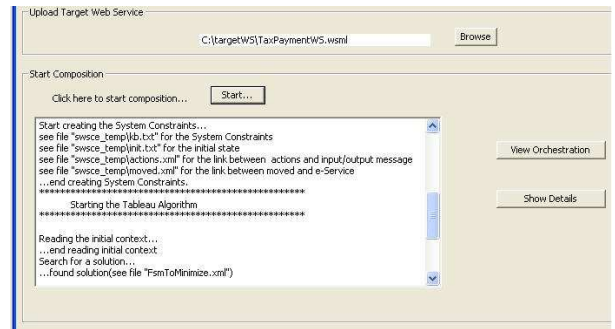 Upload Target Web Service
C:\targetWS\TaxPaymentWS.wsml
Browse
Start Composition
Click here to start composition...
Start...
Start creating the System Constraints...
see file "swsce_temp\kb.txt" for the System Constraints
see file "swsce_temp\init.txt" for the initial state
see file "swsce_temp\actions.xml" for the link between actions and input/output message
see file "swsce_temp\moved.xml" for the link between moved and e-Service
...end creating System Constraints.
******************************************************
Starting the Tableau Algorithm
******************************************************
Reading the initial context...
...end reading initial context
Search for a solution...
...found solution(see file "FsmToMinimize.xml")
View Orchestration
Show Details